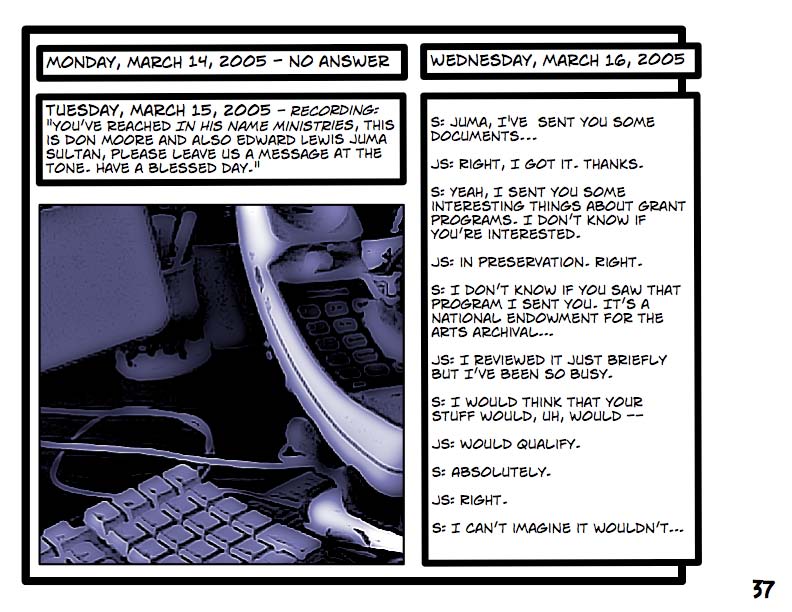 MONDAY, MARCH 14, 2005 - NO ANSWER
TUESDAY, MARCH 15, 2005 - RECORDING:
"YOU'VE REACHED IN HIS NAME MINISTRIES, THIS
IS DON MOORE AND ALSO EDWARD LEWIS JUMA
SULTAN, PLEASE LEAVE US A MESSAGE AT THE
TONE. HAVE A BLESSED DAY."
WEDNESDAY, MARCH 16, 2005
S: JUMA, I'VE SENT YOU SOME
DOCUMENTS...
JS: RIGHT, I GOT IT. THANKS.
S: YEAH, I SENT YOU SOME
INTERESTING THINGS ABOUT GRANT
PROGRAMS. I DON'T KNOW IF
YOU'RE INTERESTED.
JS: IN PRESERVATION. RIGHT.
S: I DON'T KNOW IF YOU SAW THAT
PROGRAM I SENT YOU. IT'S A
NATIONAL ENDOWMENT FOR THE
ARTS ARCHIVAL...
JS: I REVIEWED IT JUST BRIEFLY
BUT I'VE BEEN SO BUSY.
S: I WOULD THINK THAT YOUR
STUFF WOULD, UH, WOULD --
JS: WOULD QUALIFY.
S: ABSOLUTELY.
JS: RIGHT.
S: I CAN'T IMAGINE IT WOULDN'T...
37